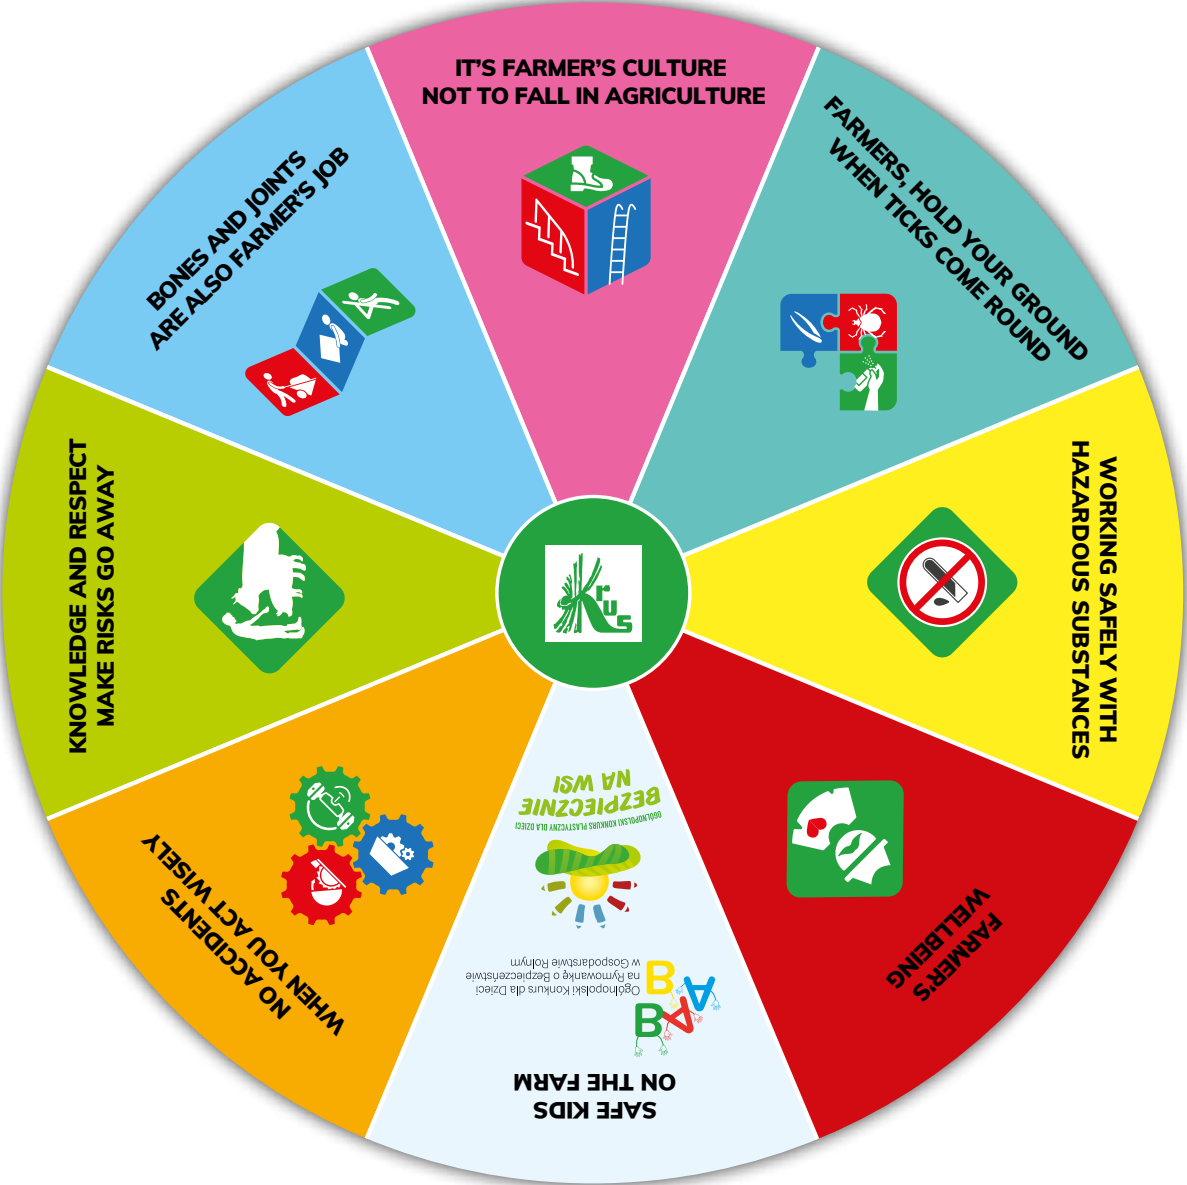 IT'S FARMER'S CULTURE
NOT TO FALL IN AGRICULTURE
FARMERS, HOLD YOUR GROUND
WHEN TICKS COME ROUND
WORKING SAFELY WITH
HAZARDOUS SUBSTANCES
FARMER'S
WELLBEING
SAFE KIDS
ON THE FARM
ABAB
Ogólnopolski Konkurs dla Dzieci
na Rymowankę o Bezpieczeństwie
w Gospodarstwie Rolnym
OGÓLNOPOLSKI KONKURS PLASTYCZNY DLA DZIECI
BEZPIECZNIE
NA WSI
NO ACCIDENTS
WHEN YOU ACT WISELY
KNOWLEDGE AND RESPECT
MAKE RISKS GO AWAY
BONES AND JOINTS
ARE ALSO FARMER'S JOB
Krus